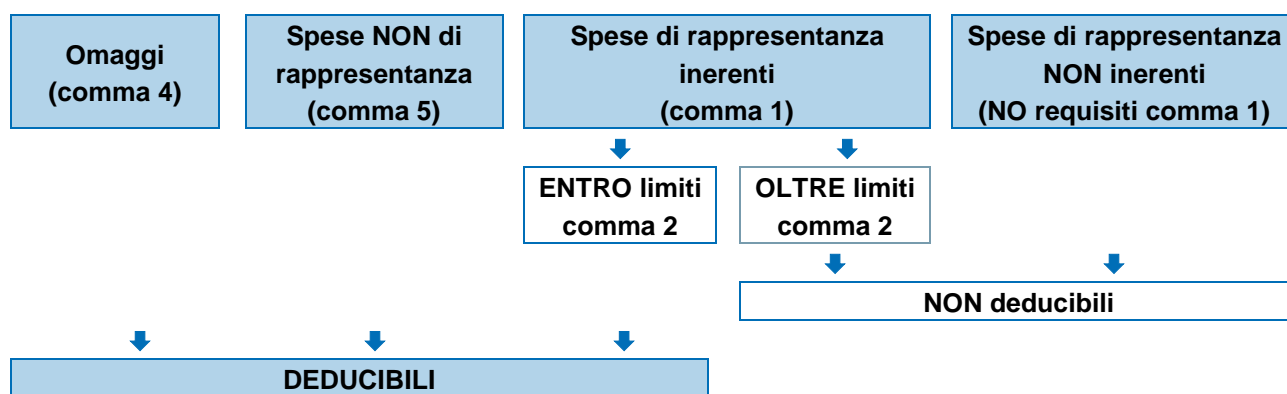 Omaggi
(comma 4)
Spese NON di
rappresentanza
(comma 5)
Spese di rappresentanza
inerenti
(comma 1)
Spese di rappresentanza
NON inerenti
(NO requisiti comma 1)
ENTRO limiti
comma 2
OLTRE limiti
comma 2
NON deducibili
DEDUCIBILI